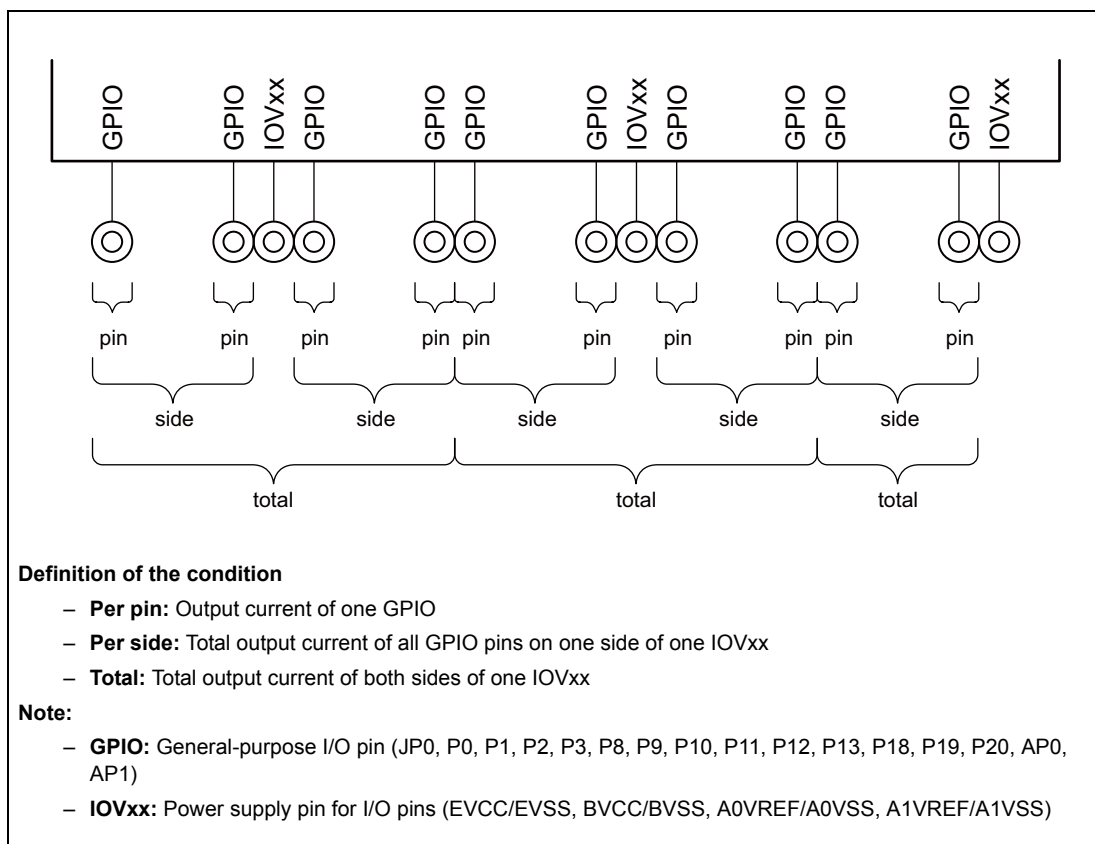 GPIO GPIO IOVxx GPIO GPIO GPIO GPIO IOVxx GPIO GPIO GPIO GPIO IOVxx
pin pin pin pin pin pin pin pin pin pin
side side side side side
total total total
Definition of the condition
– Per pin: Output current of one GPIO
– Per side: Total output current of all GPIO pins on one side of one IOVxx
– Total: Total output current of both sides of one IOVxx
Note:
– GPIO: General-purpose I/O pin (JP0, P0, P1, P2, P3, P8, P9, P10, P11, P12, P13, P18, P19, P20, AP0,
AP1)
– IOVxx: Power supply pin for I/O pins (EVCC/EVSS, BVCC/BVSS, A0VREF/A0VSS, A1VREF/A1VSS)